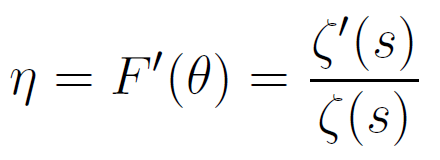 η = F′(θ) = ζ′(s) / ζ(s)